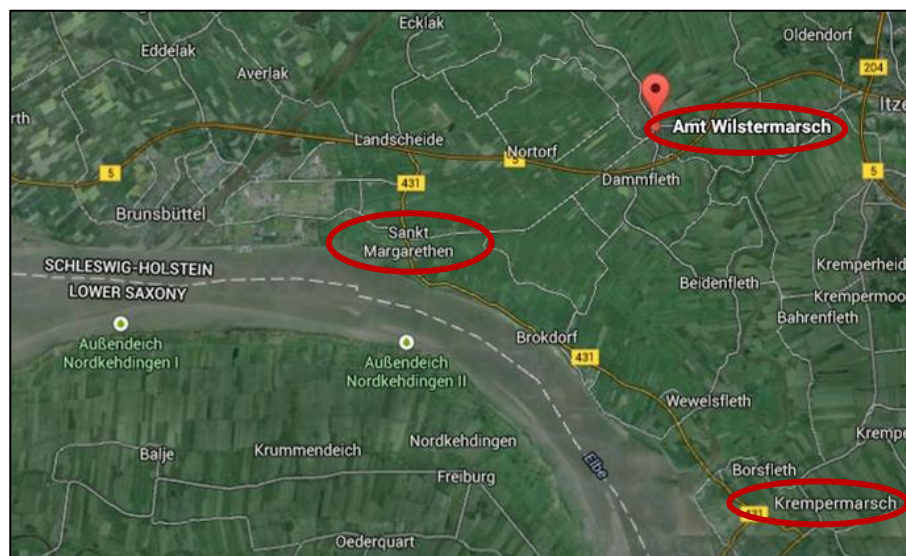 Ecklak
Oldendorf
Eddelak
Averlak
204
Itze
rth
Amt Wilstermarsch
Landscheide
Nortorf
5
5
5
431
Dammfleth
Brunsbüttel
Sankt
Margarethen
SCHLESWIG-HOLSTEIN
LOWER SAXONY
Kremperheid
Beidenfleth
Krempermoo
Bahrenfleth
Außendeich
Nordkehdingen I
Außendeich
Nordkehdingen II
Brokdorf
431
Wewelsfleth
Balje
Krummendeich
Nordkehdingen
Krempe
Elbe
Freiburg
Borsfleth
Krempermarsch
431
Oederquart